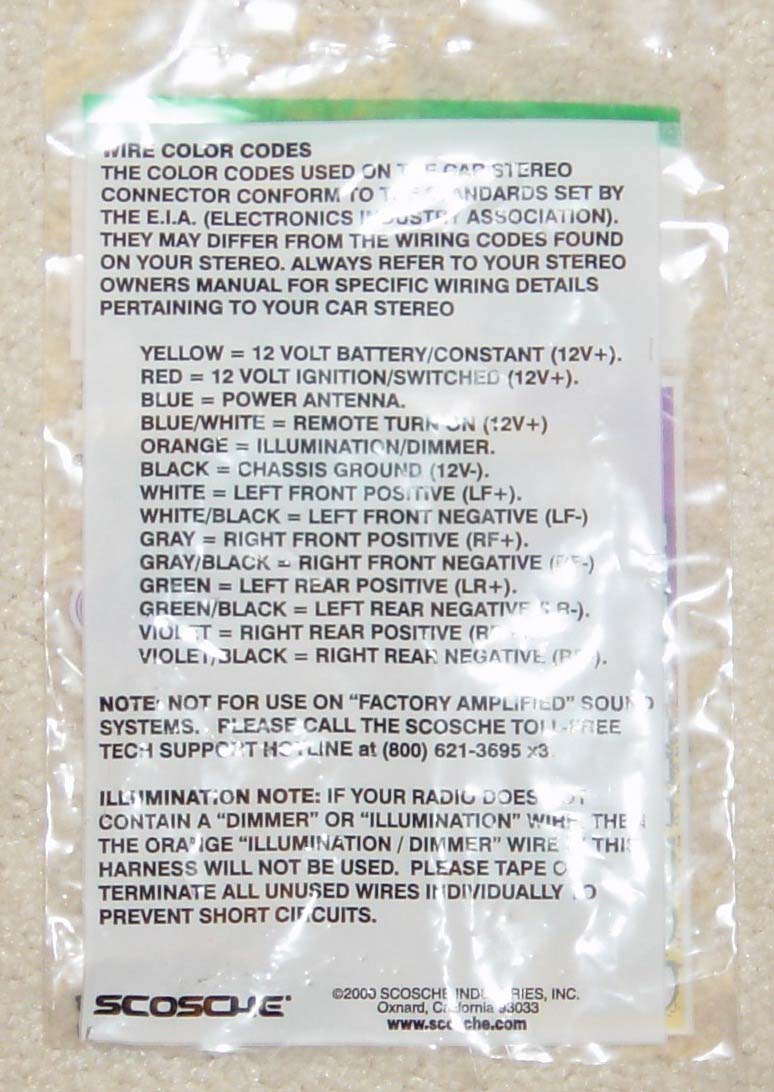 WIRE COLOR CODES
THE COLOR CODES USED ON THE CAR STEREO
CONNECTOR CONFORM TO THE STANDARDS SET BY
THE E.I.A. (ELECTRONICS INDUSTRY ASSOCIATION).
THEY MAY DIFFER FROM THE WIRING CODES FOUND
ON YOUR STEREO. ALWAYS REFER TO YOUR STEREO
OWNERS MANUAL FOR SPECIFIC WIRING DETAILS
PERTAINING TO YOUR CAR STEREO
YELLOW = 12 VOLT BATTERY/CONSTANT (12V+).
RED = 12 VOLT IGNITION/SWITCHED (12V+).
BLUE = POWER ANTENNA.
BLUE/WHITE = REMOTE TURN ON (12V+)
ORANGE = ILLUMINATION/DIMMER.
BLACK = CHASSIS GROUND (12V-).
WHITE = LEFT FRONT POSITIVE (LF+).
WHITE/BLACK = LEFT FRONT NEGATIVE (LF-)
GRAY = RIGHT FRONT POSITIVE (RF+).
GRAY/BLACK = RIGHT FRONT NEGATIVE (RF-)
GREEN = LEFT REAR POSITIVE (LR+).
GREEN/BLACK = LEFT REAR NEGATIVE (LR-).
VIOLET = RIGHT REAR POSITIVE
VIOLET/BLACK = RIGHT REAR NEGATIVE
NOTE: NOT FOR USE ON "FACTORY AMPLIFIED" SOUND
SYSTEMS. PLEASE CALL THE SCOSCHE TOLL-FREE
TECH SUPPORT HOTLINE at (800) 621-3695 x3.
ILLUMINATION NOTE: IF YOUR RADIO DOES NOT
CONTAIN A "DIMMER" OR "ILLUMINATION" WIRE, THEN
THE ORANGE "ILLUMINATION / DIMMER" WIRE THIS
HARNESS WILL NOT BE USED. PLEASE TAPE
TERMINATE ALL UNUSED WIRES INDIVIDUALLY TO
PREVENT SHORT CIRCUITS.
SCOSCHE
SCOSCHE INDUSTRIES, INC.
Oxnard, California 93033
www.scosche.com